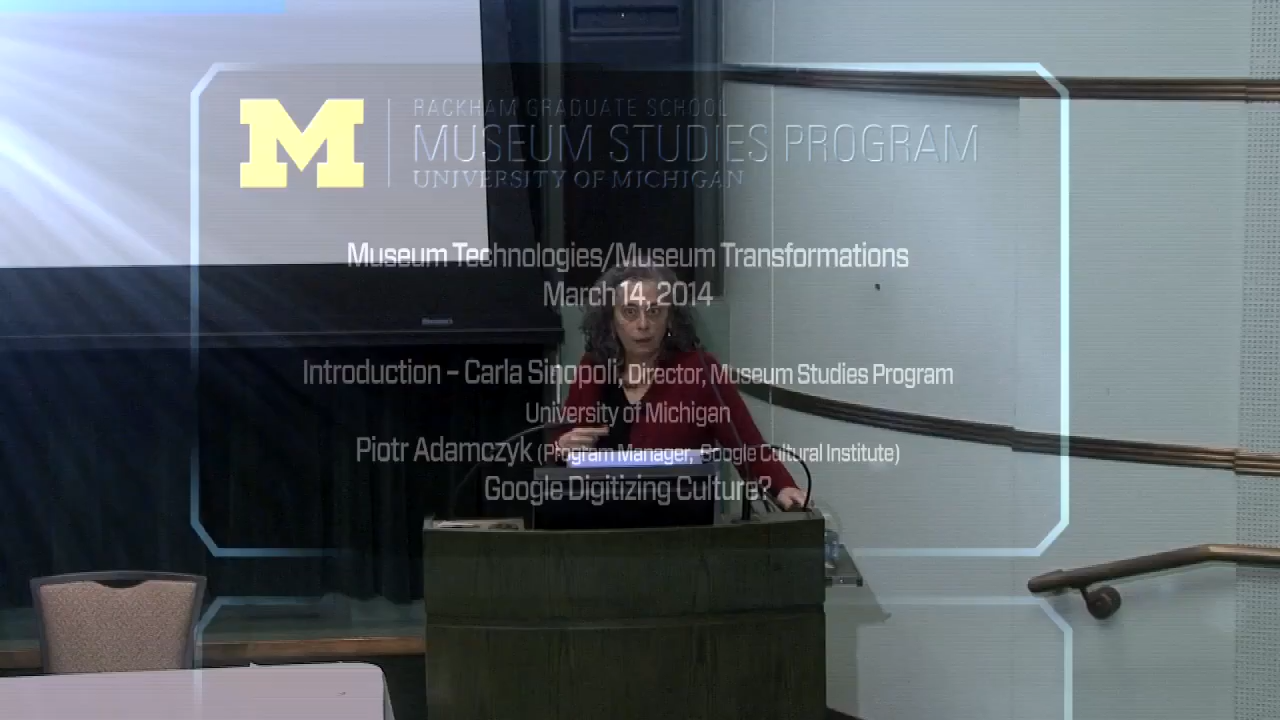 M
RACKHAM GRADUATE SCHOOL
MUSEUM STUDIES PROGRAM
UNIVERSITY OF MICHIGAN
Museum Technologies/Museum Transformations
March 14, 2014
Introduction – Carla Sinopoli, Director, Museum Studies Program
University of Michigan
Piotr Adamczyk (Program Manager, Google Cultural Institute)
Google Digitizing Culture?